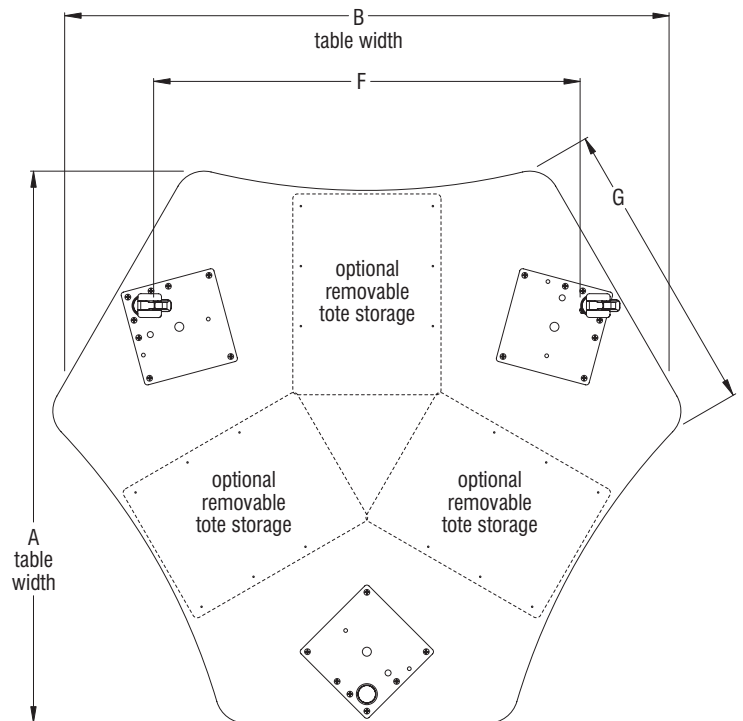 B
table width
F
G
optional
removable
tote storage
optional
removable
tote storage
optional
removable
tote storage
A
table
width